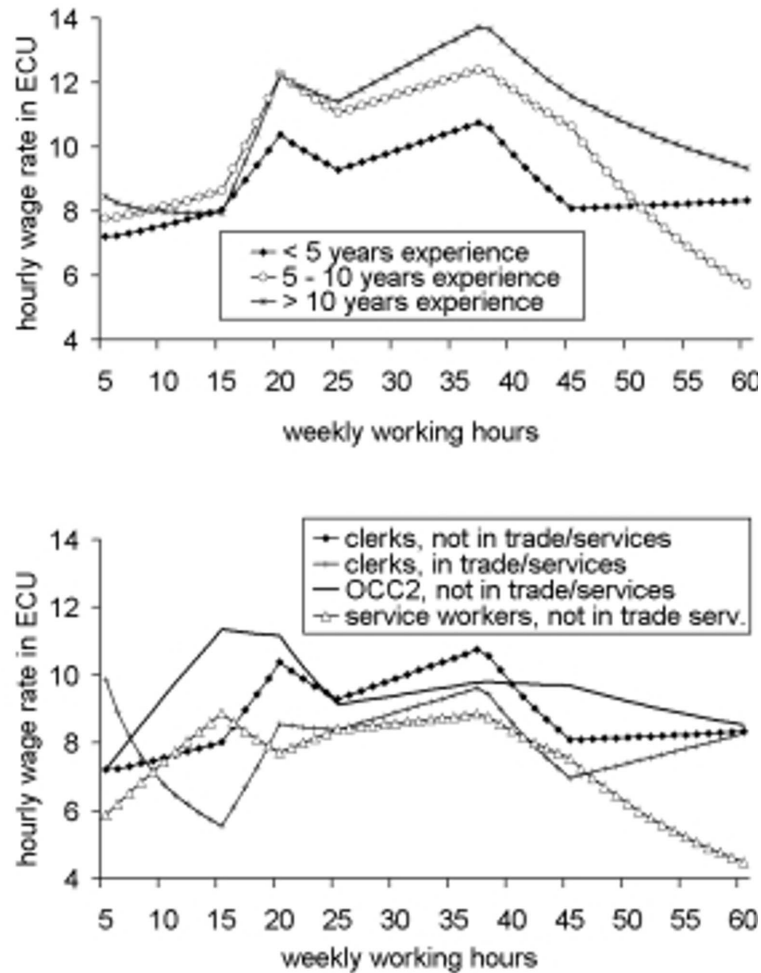 14
12
10
8
6
4
hourly wage rate in ECU
< 5 years experience
5 - 10 years experience
> 10 years experience
5 10 15 20 25 30 35 40 45 50 55 60
weekly working hours
14
12
10
8
6
4
hourly wage rate in ECU
clerks, not in trade/services
clerks, in trade/services
OCC2, not in trade/services
service workers, not in trade serv.
5 10 15 20 25 30 35 40 45 50 55 60
weekly working hours